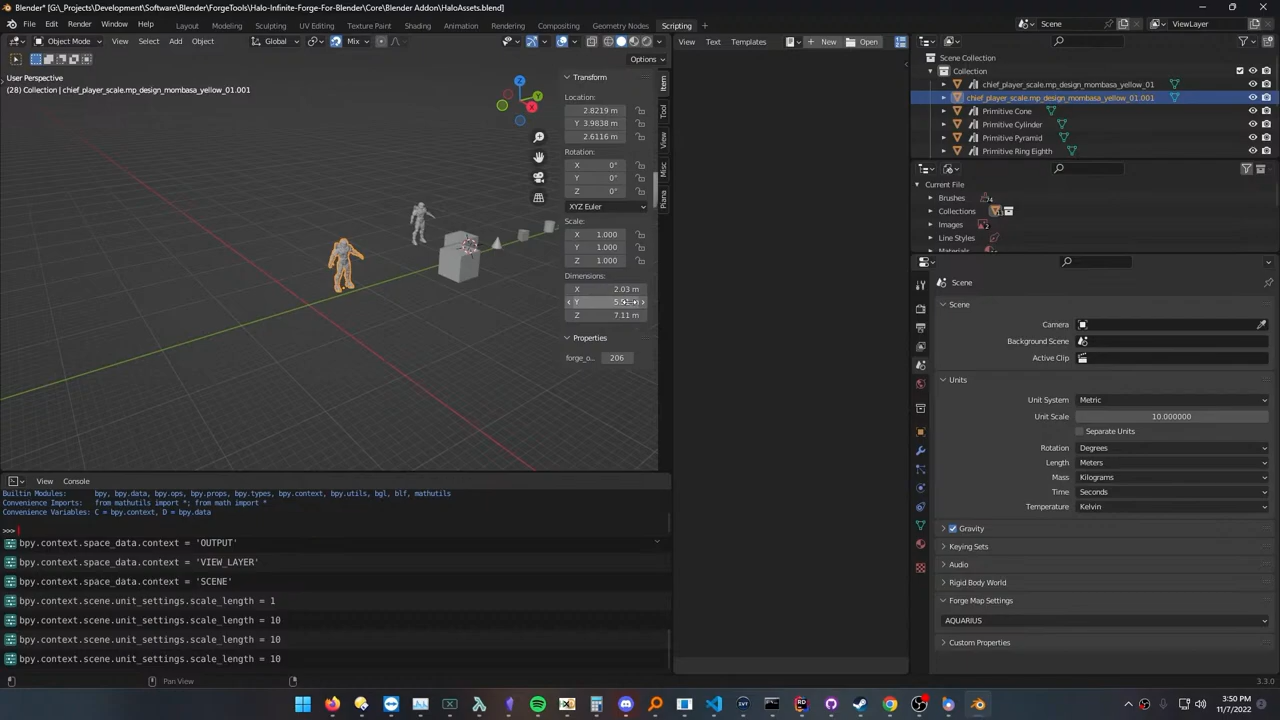 Blender* [G:\_Projects\Development\Software\Blender\ForgeTools\Halo-Infinite-Forge-For-Blender\Core\Blender Addon\HaloAssets.blend]
File Edit Render Window Help Layout Modeling Sculpting UV Editing Texture Paint Shading Animation Rendering Compositing Geometry Nodes Scripting Scene ViewLayer
Object Mode View Select Add Object Global Mix View Text Templates New Open
Options
User Perspective
(28) Collection | chief_player_scale.mp_design_mombasa_yellow_01.001
Z
Y
X
Transform
Location:
2.8219 m
Y 3.9838 m
2.6116 m
Rotation:
X 0°
Y 0°
Z 0°
XYZ Euler
Scale:
X 1.000
Y 1.000
Z 1.000
Dimensions:
X 2.03 m
Y
Z 7.11 m
Properties
forge_o... 206
Item
Tool
View
Misc
Scene Collection
Collection
chief_player_scale.mp_design_mombasa_yellow_01
chief_player_scale.mp_design_mombasa_yellow_01.001
Primitive Cone
Primitive Cylinder
Primitive Pyramid
Primitive Ring Eighth
Current File
Brushes 74
Collections
Images 2
Line Styles
Materials
Scene
Scene
Camera
Background Scene
Active Clip
Units
Unit System Metric
Unit Scale 10.000000
Separate Units
Rotation Degrees
Length Meters
Mass Kilograms
Time Seconds
Temperature Kelvin
Gravity
Keying Sets
Audio
Rigid Body World
Forge Map Settings
AQUARIUS
Custom Properties
View Console
Builtin Modules: bpy, bpy.data, bpy.ops, bpy.props, bpy.types, bpy.context, bpy.utils, bgl, blf, mathutils
Convenience Imports: from mathutils import *; from math import *
Convenience Variables: C = bpy.context, D = bpy.data
>>>
bpy.context.space_data.context = 'OUTPUT'
bpy.context.space_data.context = 'VIEW_LAYER'
bpy.context.space_data.context = 'SCENE'
bpy.context.scene.unit_settings.scale_length = 1
bpy.context.scene.unit_settings.scale_length = 10
bpy.context.scene.unit_settings.scale_length = 10
bpy.context.scene.unit_settings.scale_length = 10
Pan View 3.3.0
3:50 PM
11/7/2022